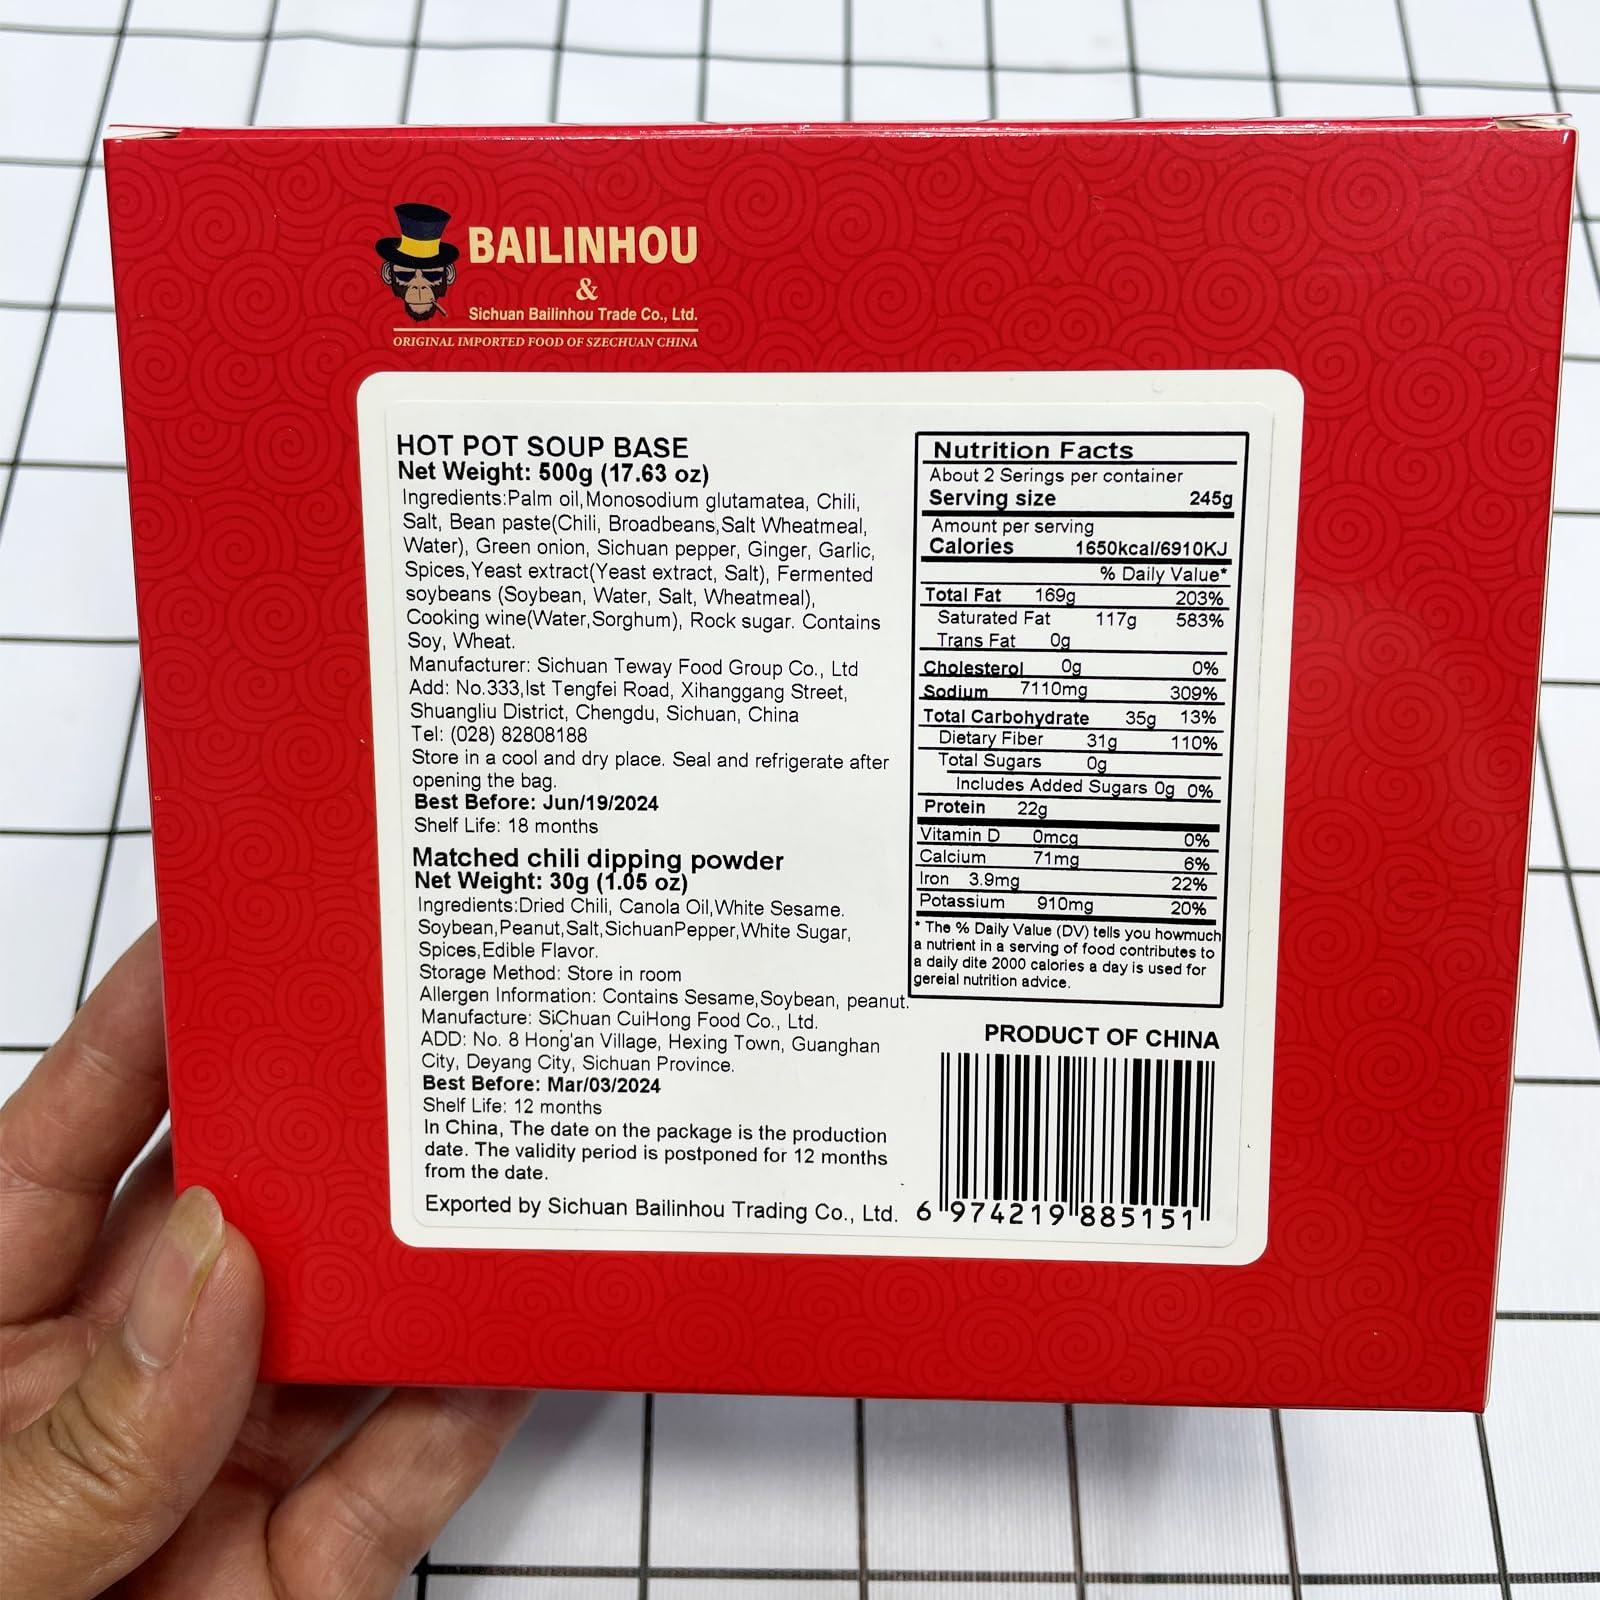 BAILINHOU
&
Sichuan Bailinhou Trade Co., Ltd.
ORIGINAL IMPORTED FOOD OF SZECHUAN CHINA
HOT POT SOUP BASE
Net Weight: 500g (17.63 oz)
Ingredients:Palm oil,Monosodium glutamatea, Chili,
Salt, Bean paste(Chili, Broadbeans,Salt Wheatmeal,
Water), Green onion, Sichuan pepper, Ginger, Garlic,
Spices,Yeast extract(Yeast extract, Salt), Fermented
soybeans (Soybean, Water, Salt, Wheatmeal),
Cooking wine(Water,Sorghum), Rock sugar. Contains
Soy, Wheat.
Manufacturer: Sichuan Teway Food Group Co., Ltd
Add: No.333,lst Tengfei Road, Xihanggang Street,
Shuangliu District, Chengdu, Sichuan, China
Tel: (028) 82808188
Store in a cool and dry place. Seal and refrigerate after
opening the bag.
Best Before: Jun/19/2024
Shelf Life: 18 months
Matched chili dipping powder
Net Weight: 30g (1.05 oz)
Ingredients:Dried Chili, Canola Oil,White Sesame.
Soybean,Peanut,Salt,SichuanPepper,White Sugar,
Spices,Edible Flavor.
Storage Method: Store in room
Allergen Information: Contains Sesame,Soybean, peanut.
Manufacture: SiChuan CuiHong Food Co., Ltd.
ADD: No. 8 Hong'an Village, Hexing Town, Guanghan
City, Deyang City, Sichuan Province.
Best Before: Mar/03/2024
Shelf Life: 12 months
In China, The date on the package is the production
date. The validity period is postponed for 12 months
from the date.
Exported by Sichuan Bailinhou Trading Co., Ltd.
Nutrition Facts
About 2 Serings per container
Serving size 245g
Amount per serving
Calories 1650kcal/6910KJ
% Daily Value*
Total Fat 169g 203%
Saturated Fat 117g 583%
Trans Fat 0g
Cholesterol 0g 0%
Sodium 7110mg 309%
Total Carbohydrate 35g 13%
Dietary Fiber 31g 110%
Total Sugars 0g
Includes Added Sugars 0g 0%
Protein 22g
Vitamin D 0mcg 0%
Calcium 71mg 6%
Iron 3.9mg 22%
Potassium 910mg 20%
* The % Daily Value (DV) tells you howmuch
a nutrient in a serving of food contributes to
a daily dite 2000 calories a day is used for
gereial nutrition advice.
PRODUCT OF CHINA
6 974219 885151